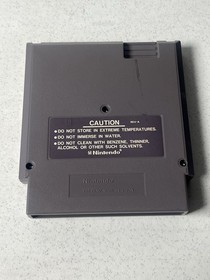 CAUTION
•DO NOT STORE IN EXTREME TEMPERATURES.
•DO NOT IMMERSE IN WATER.
•DO NOT CLEAN WITH BENZENE, THINNER,
ALCOHOL OR OTHER SUCH SOLVENTS.
Nintendo